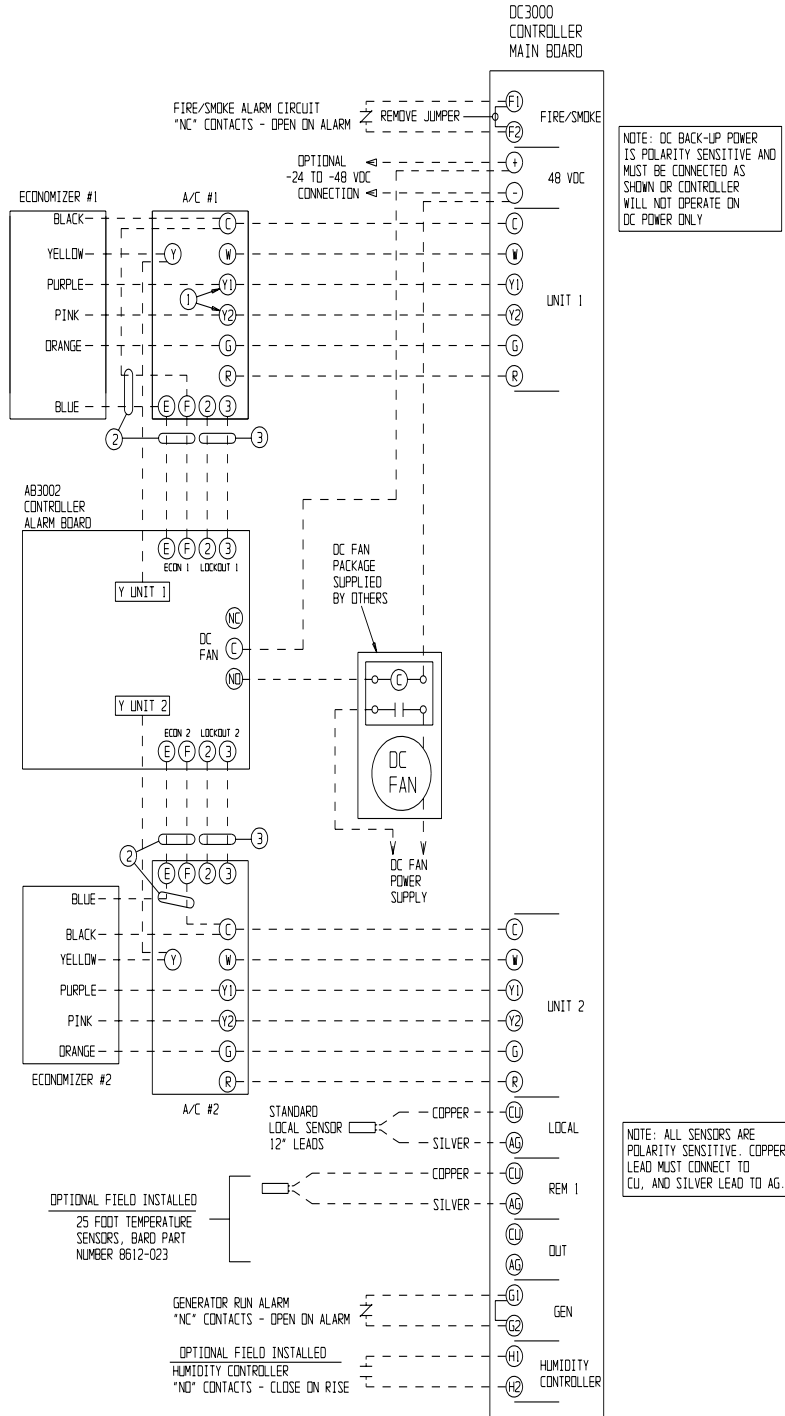 DC3000
CONTROLLER
MAIN BOARD
FIRE/SMOKE ALARM CIRCUIT
"NC" CONTACTS - OPEN ON ALARM
REMOVE JUMPER
F1
F2
FIRE/SMOKE
OPTIONAL
-24 TO -48 VDC
CONNECTION
+
-
48 VDC
NOTE: DC BACK-UP POWER
IS POLARITY SENSITIVE AND
MUST BE CONNECTED AS
SHOWN OR CONTROLLER
WILL NOT OPERATE ON
DC POWER ONLY
ECONOMIZER #1
A/C #1
BLACK
C
C
YELLOW
Y
W
W
PURPLE
1
Y1
Y1
UNIT 1
PINK
Y2
Y2
ORANGE
G
G
R
R
BLUE
E F 2 3
2
3
AB3002
CONTROLLER
ALARM BOARD
E F 2 3
ECON 1 LOCKOUT 1
Y UNIT 1
NC
DC
FAN
C
NO
Y UNIT 2
ECON 2 LOCKOUT 2
E F 2 3
DC FAN
PACKAGE
SUPPLIED
BY OTHERS
C
DC
FAN
DC FAN
POWER
SUPPLY
2
3
E F 2 3
BLUE
BLACK
C
C
YELLOW
Y
W
W
PURPLE
Y1
Y1
UNIT 2
PINK
Y2
Y2
ORANGE
G
G
ECONOMIZER #2
R
R
A/C #2
STANDARD
LOCAL SENSOR
12" LEADS
COPPER
CU
SILVER
AG
LOCAL
NOTE: ALL SENSORS ARE
POLARITY SENSITIVE. COPPER
LEAD MUST CONNECT TO
CU, AND SILVER LEAD TO AG.
COPPER
CU
SILVER
AG
REM 1
OPTIONAL FIELD INSTALLED
25 FOOT TEMPERATURE
SENSORS, BARD PART
NUMBER 8612-023
CU
AG
OUT
GENERATOR RUN ALARM
"NC" CONTACTS - OPEN ON ALARM
G1
G2
GEN
OPTIONAL FIELD INSTALLED
HUMIDITY CONTROLLER
"NO" CONTACTS - CLOSE ON RISE
H1
H2
HUMIDITY
CONTROLLER